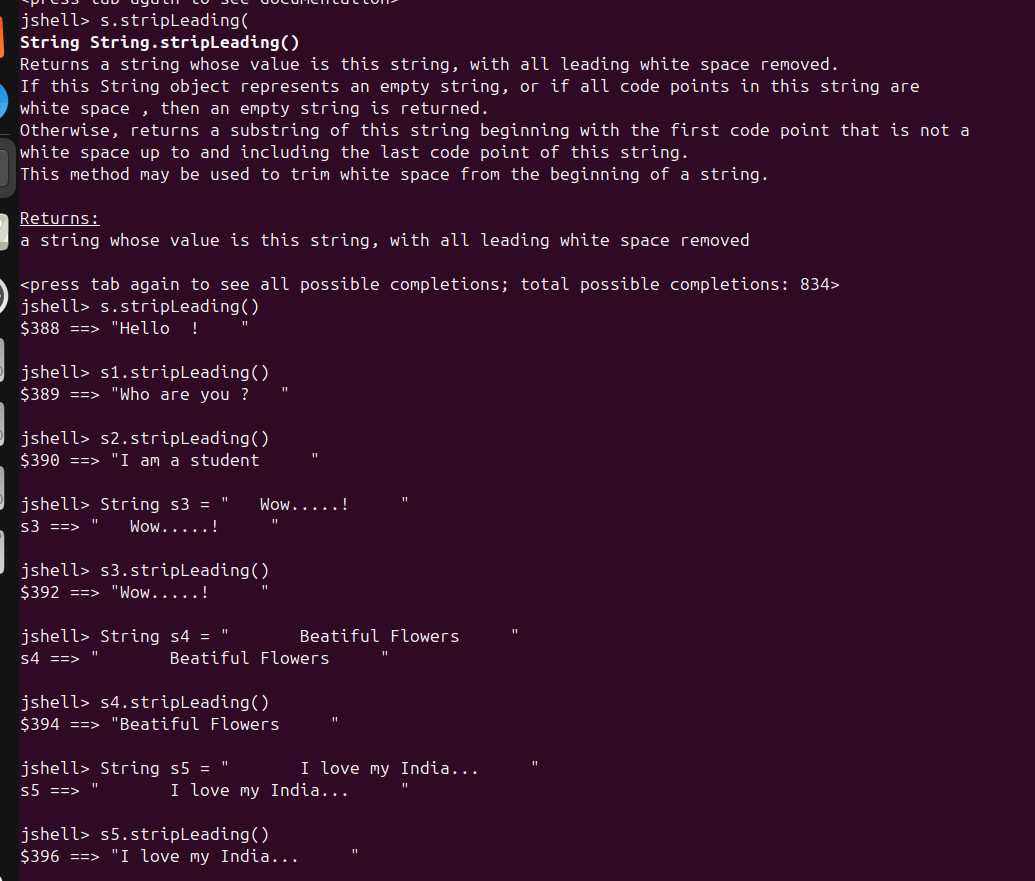 <press tab again to see documentation>
jshell> s.stripLeading(
String String.stripLeading()
Returns a string whose value is this string, with all leading white space removed.
If this String object represents an empty string, or if all code points in this string are
white space , then an empty string is returned.
Otherwise, returns a substring of this string beginning with the first code point that is not a
white space up to and including the last code point of this string.
This method may be used to trim white space from the beginning of a string.
Returns:
a string whose value is this string, with all leading white space removed
<press tab again to see all possible completions; total possible completions: 834>
jshell> s.stripLeading()
$388 ==> "Hello  !    "
jshell> s1.stripLeading()
$389 ==> "Who are you ?   "
jshell> s2.stripLeading()
$390 ==> "I am a student     "
jshell> String s3 = "   Wow.....!     "
s3 ==> "   Wow.....!     "
jshell> s3.stripLeading()
$392 ==> "Wow.....!     "
jshell> String s4 = "       Beatiful Flowers     "
s4 ==> "       Beatiful Flowers     "
jshell> s4.stripLeading()
$394 ==> "Beatiful Flowers     "
jshell> String s5 = "       I love my India...     "
s5 ==> "       I love my India...     "
jshell> s5.stripLeading()
$396 ==> "I love my India...     "